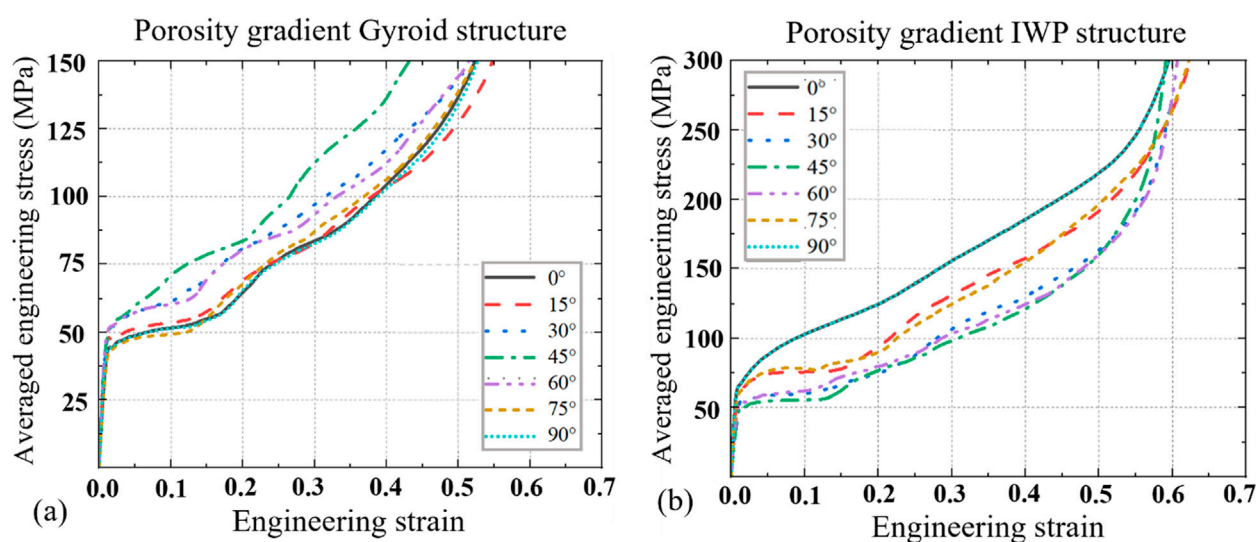 Porosity gradient Gyroid structure
Averaged engineering stress (MPa)
150
125
100
75
50
25
0°
15°
30°
45°
60°
75°
90°
0.0 0.1 0.2 0.3 0.4 0.5 0.6 0.7
(a)
Engineering strain
Porosity gradient IWP structure
Averaged engineering stress (MPa)
300
250
200
150
100
50
0°
15°
30°
45°
60°
75°
90°
0.0 0.1 0.2 0.3 0.4 0.5 0.6 0.7
(b)
Engineering strain